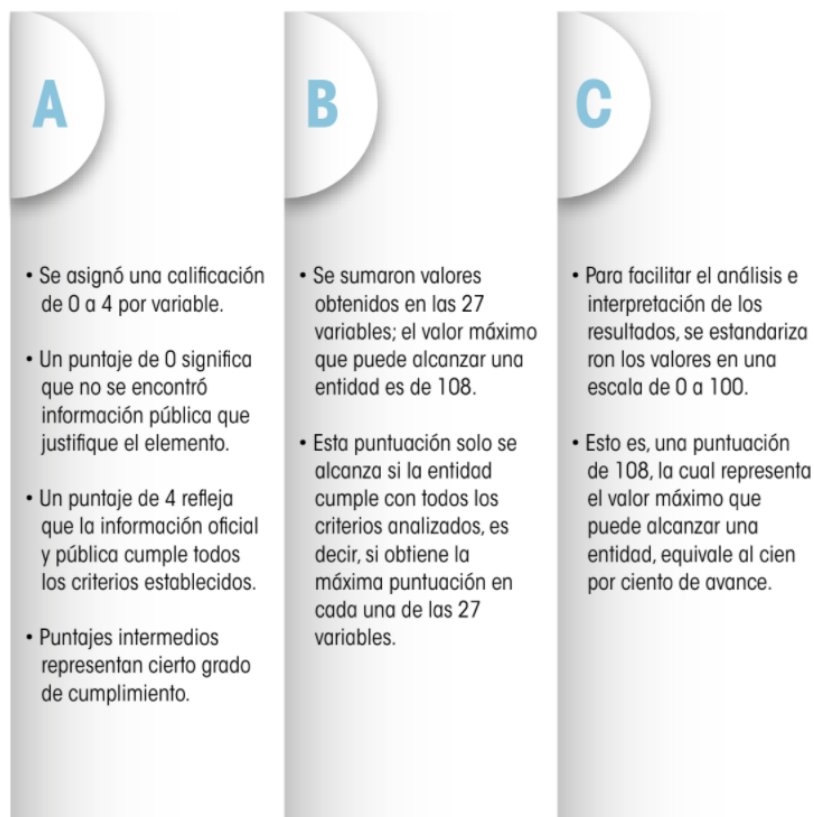 A
• Se asignó una calificación
de 0 a 4 por variable.
• Un puntaje de 0 significa
que no se encontró
información pública que
justifique el elemento.
• Un puntaje de 4 refleja
que la información oficial
y pública cumple todos
los criterios establecidos.
• Puntajes intermedios
representan cierto grado
de cumplimiento.
B
• Se sumaron valores
obtenidos en las 27
variables; el valor máximo
que puede alcanzar una
entidad es de 108.
• Esta puntuación solo se
alcanza si la entidad
cumple con todos los
criterios analizados, es
decir, si obtiene la
máxima puntuación en
cada una de las 27
variables.
C
• Para facilitar el análisis e
interpretación de los
resultados, se estandariza
ron los valores en una
escala de 0 a 100.
• Esto es, una puntuación
de 108, la cual representa
el valor máximo que
puede alcanzar una
entidad, equivale al cien
por ciento de avance.